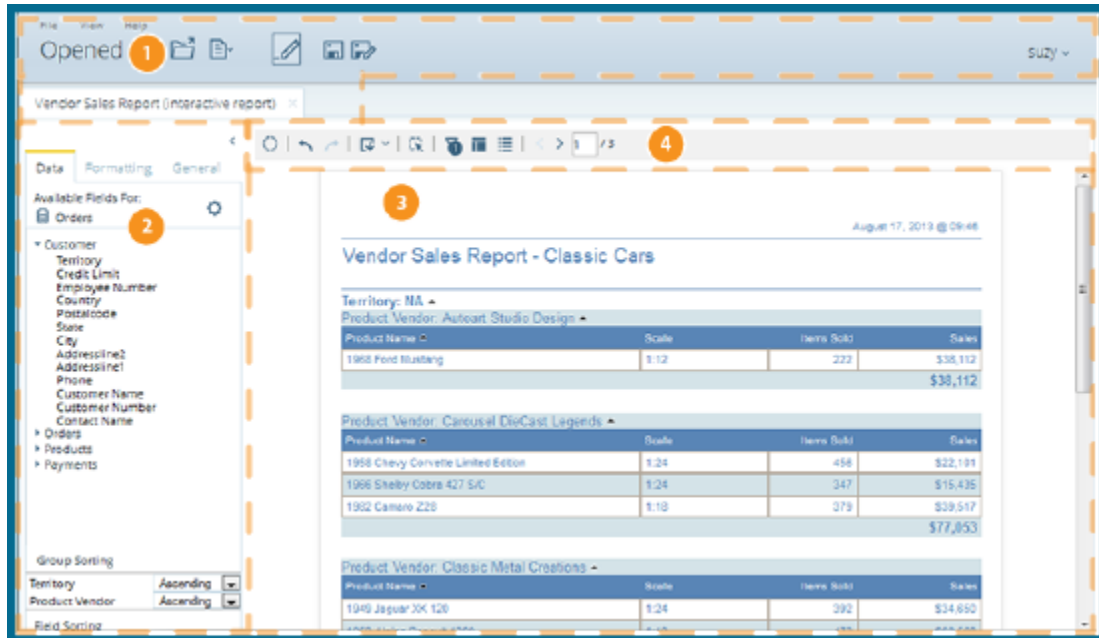 File View Help
Opened
1
suzy
Vendor Sales Report (interactive report) ×
1 / 3
4
Data Formatting General
Available Fields For:
Orders
2
Customer
Territory
Credit Limit
Employee Number
Country
Postalcode
State
City
Addressline2
Addressline1
Phone
Customer Name
Customer Number
Contact Name
Orders
Products
Payments
Group Sorting
Territory Ascending
Product Vendor Ascending
Field Sorting
3
August 17, 2013 @ 09:46
Vendor Sales Report - Classic Cars
Territory: NA
Product Vendor: Autoart Studio Design
Product Name Scale Items Sold Sales
1968 Ford Mustang 1:12 222 $38,112
$38,112
Product Vendor: Carousel DieCast Legends
Product Name Scale Items Sold Sales
1958 Chevy Corvette Limited Edition 1:24 456 $22,101
1966 Shelby Cobra 427 S/C 1:24 347 $15,435
1982 Camaro Z28 1:18 379 $39,517
$77,053
Product Vendor: Classic Metal Creations
Product Name Scale Items Sold Sales
1949 Jaguar XK 120 1:24 392 $34,650